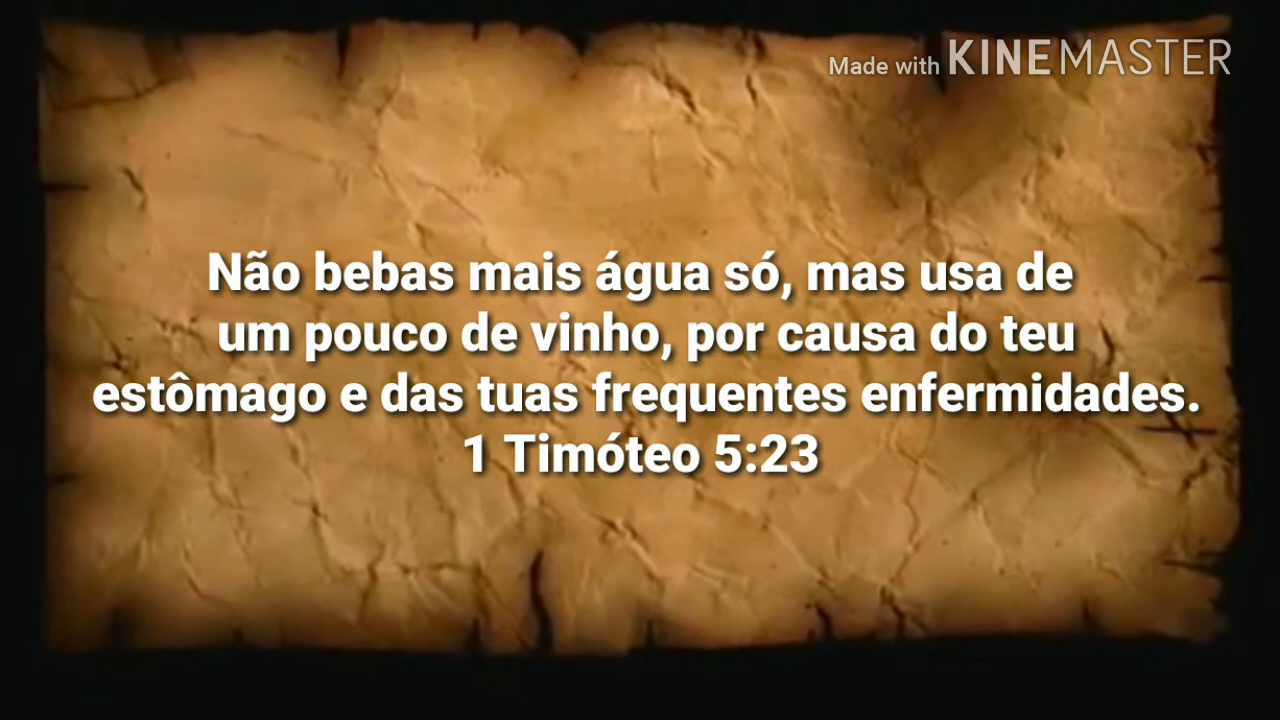 Made with KINEMASTER
Não bebas mais água só, mas usa de
um pouco de vinho, por causa do teu
estômago e das tuas frequentes enfermidades.
1 Timóteo 5:23